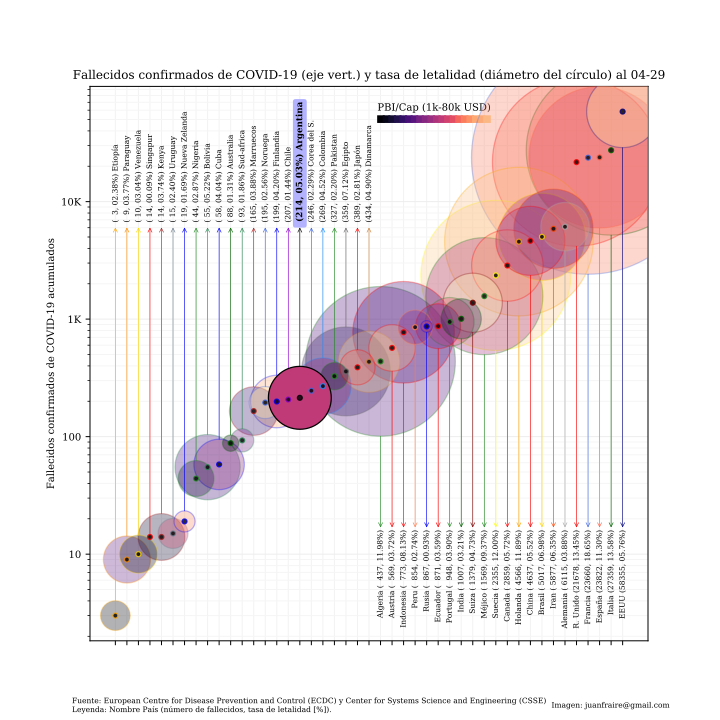 Fallecidos confirmados de COVID-19 (eje vert.) y tasa de letalidad (diámetro del círculo) al 04-29
PBI/Cap (1k-80k USD)
Fallecidos confirmados de COVID-19 acumulados
10K
1K
100
10
( 3, 02.38%) Etiopía
( 9, 03.77%) Paraguay
( 10, 03.04%) Venezuela
( 14, 00.09%) Singapur
( 14, 03.74%) Kenya
( 15, 02.40%) Uruguay
( 19, 01.69%) Nueva Zelanda
( 44, 02.87%) Nigeria
( 55, 05.22%) Bolivia
( 58, 04.04%) Cuba
( 88, 01.31%) Australia
( 93, 01.86%) Sud-africa
(165, 03.88%) Marruecos
(195, 02.56%) Noruega
(199, 04.20%) Finlandia
(207, 01.44%) Chile
(214, 05.03%) Argentina
(246, 02.29%) Corea del S.
(269, 04.52%) Colombia
(327, 02.20%) Pakistan
(359, 07.12%) Egipto
(389, 02.81%) Japón
(434, 04.90%) Dinamarca
Algeria ( 437, 11.98%)
Austria ( 569, 03.72%)
Indonesia ( 773, 08.13%)
Peru ( 854, 02.74%)
Rusia ( 867, 00.93%)
Ecuador ( 871, 03.59%)
Portugal ( 948, 03.90%)
India (1007, 03.21%)
Suiza (1379, 04.73%)
Méjico (1569, 09.37%)
Suecia (2355, 12.00%)
Canada (2859, 05.72%)
Holanda (4566, 11.89%)
China (4637, 05.52%)
Brasil (5017, 06.98%)
Iran (5877, 06.35%)
Alemania (6115, 03.88%)
R. Undo (21678, 13.45%)
Francia (23660, 18.65%)
España (23822, 11.30%)
Italia (27359, 13.58%)
EEUU (58355, 05.76%)
Fuente: European Centre for Disease Prevention and Control (ECDC) y Center for Systems Science and Engineering (CSSE)
Leyenda: Nombre País (número de fallecidos, tasa de letalidad [%]).
Imagen: juanfraire@gmail.com